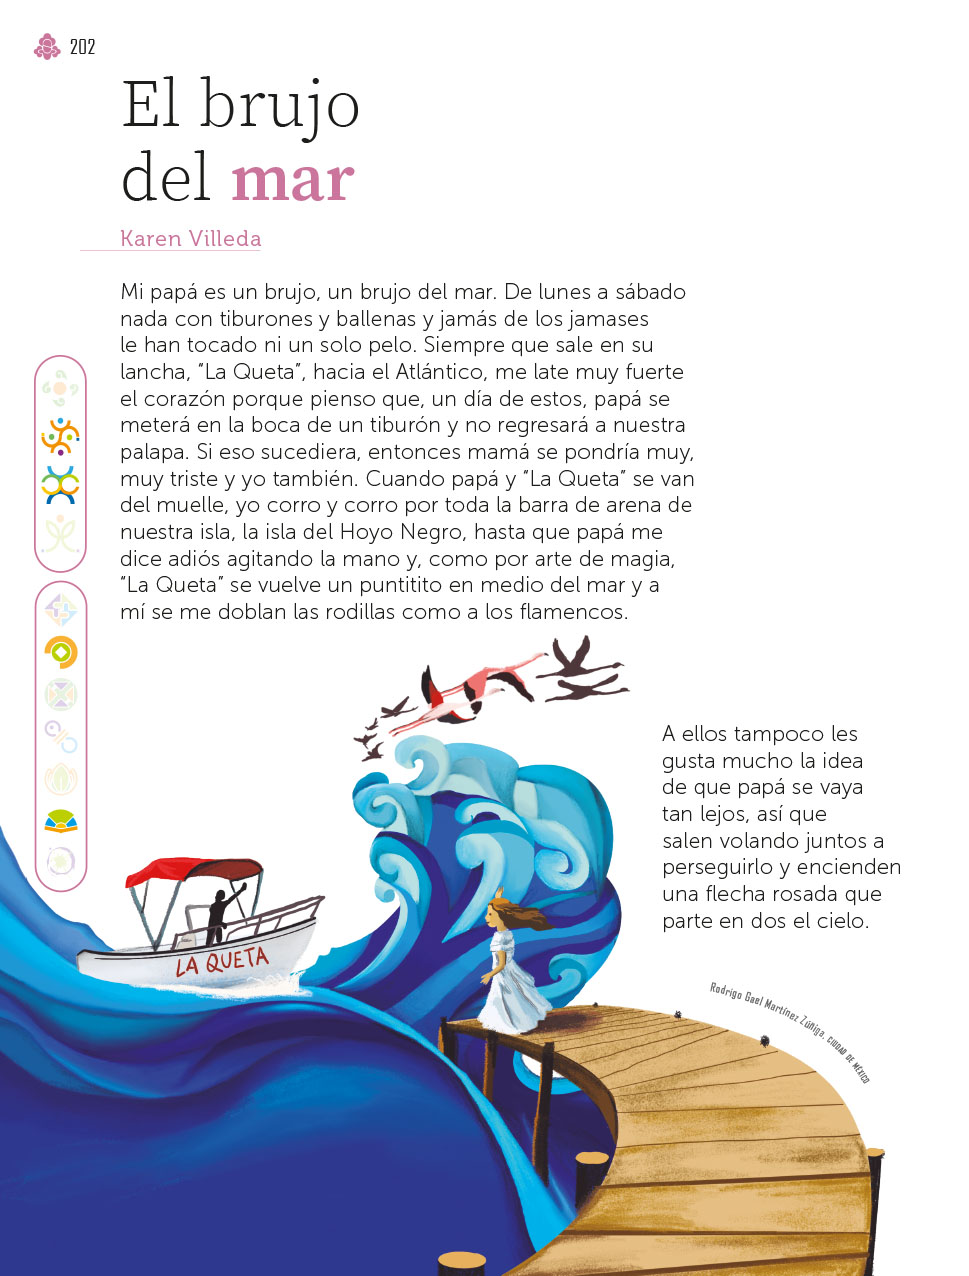 202
El brujo
del mar
Karen Villeda
Mi papá es un brujo, un brujo del mar. De lunes a sábado
nada con tiburones y ballenas y jamás de los jamases
le han tocado ni un solo pelo. Siempre que sale en su
lancha, “La Queta”, hacia el Atlántico, me late muy fuerte
el corazón porque pienso que, un día de estos, papá se
meterá en la boca de un tiburón y no regresará a nuestra
palapa. Si eso sucediera, entonces mamá se pondría muy,
muy triste y yo también. Cuando papá y “La Queta” se van
del muelle, yo corro y corro por toda la barra de arena de
nuestra isla, la isla del Hoyo Negro, hasta que papá me
dice adiós agitando la mano y, como por arte de magia,
“La Queta” se vuelve un puntitito en medio del mar y a
mí se me doblan las rodillas como a los flamencos.
A ellos tampoco les
gusta mucho la idea
de que papá se vaya
tan lejos, así que
salen volando juntos a
perseguirlo y encienden
una flecha rosada que
parte en dos el cielo.
LA QUETA
Rodrigo Gael Martínez Zúñiga, CIUDAD DE MÉXICO